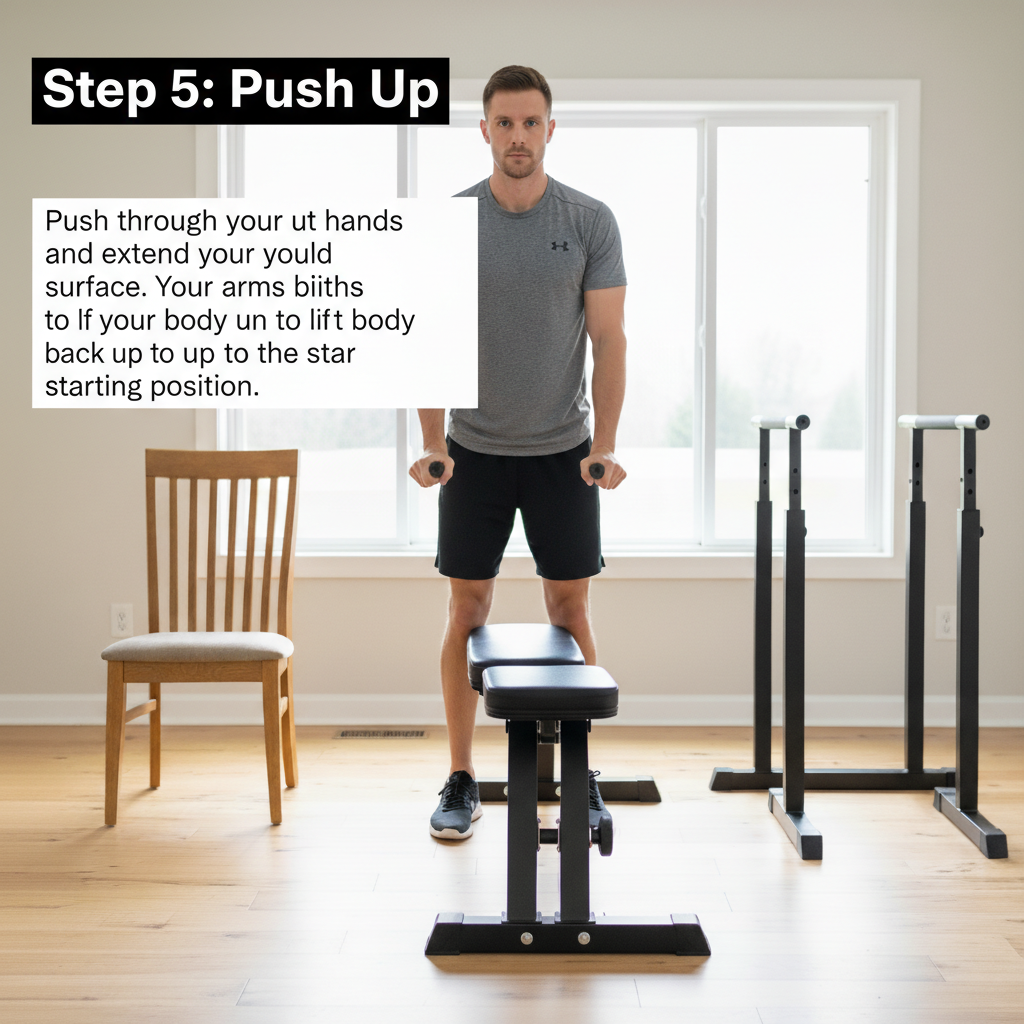 Step 5: Push Up
Push through your ut hands
and extend your yould
surface. Your arms biiths
to lf your body un to lift body
back up to up to the star
starting position.